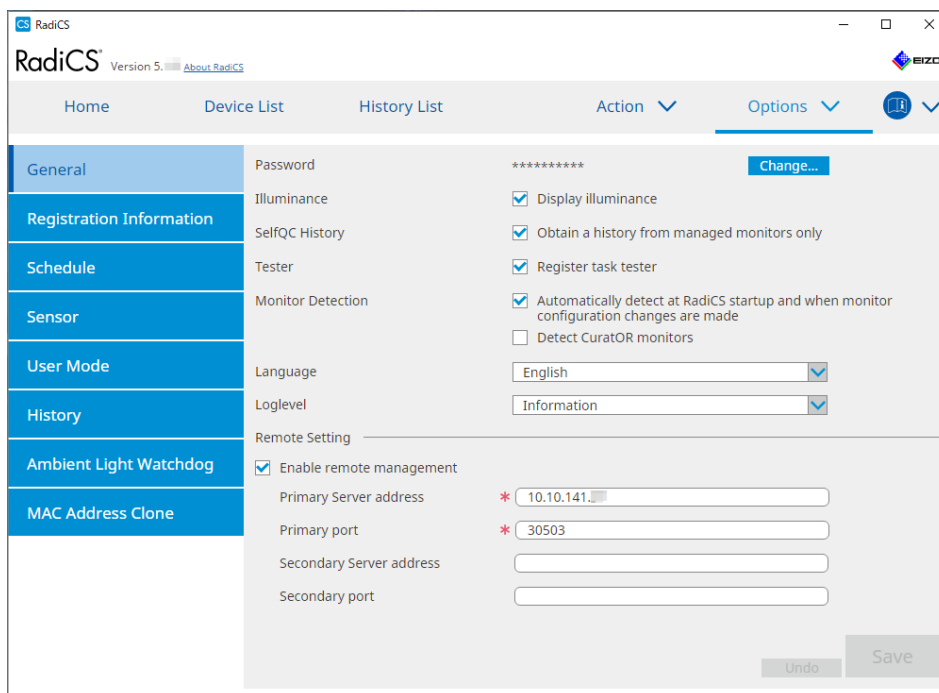 CS RadiCS
RadiCS® Version 5. About RadiCS
EIZO
Home Device List History List Action Options
General
Registration Information
Schedule
Sensor
User Mode
History
Ambient Light Watchdog
MAC Address Clone
Password ********** Change...
Illuminance Display illuminance
SelfQC History Obtain a history from managed monitors only
Tester Register task tester
Monitor Detection Automatically detect at RadiCS startup and when monitor
configuration changes are made
Detect CuratOR monitors
Language English
Loglevel Information
Remote Setting
Enable remote management
Primary Server address * 10.10.141.
Primary port * 30503
Secondary Server address
Secondary port
Undo Save